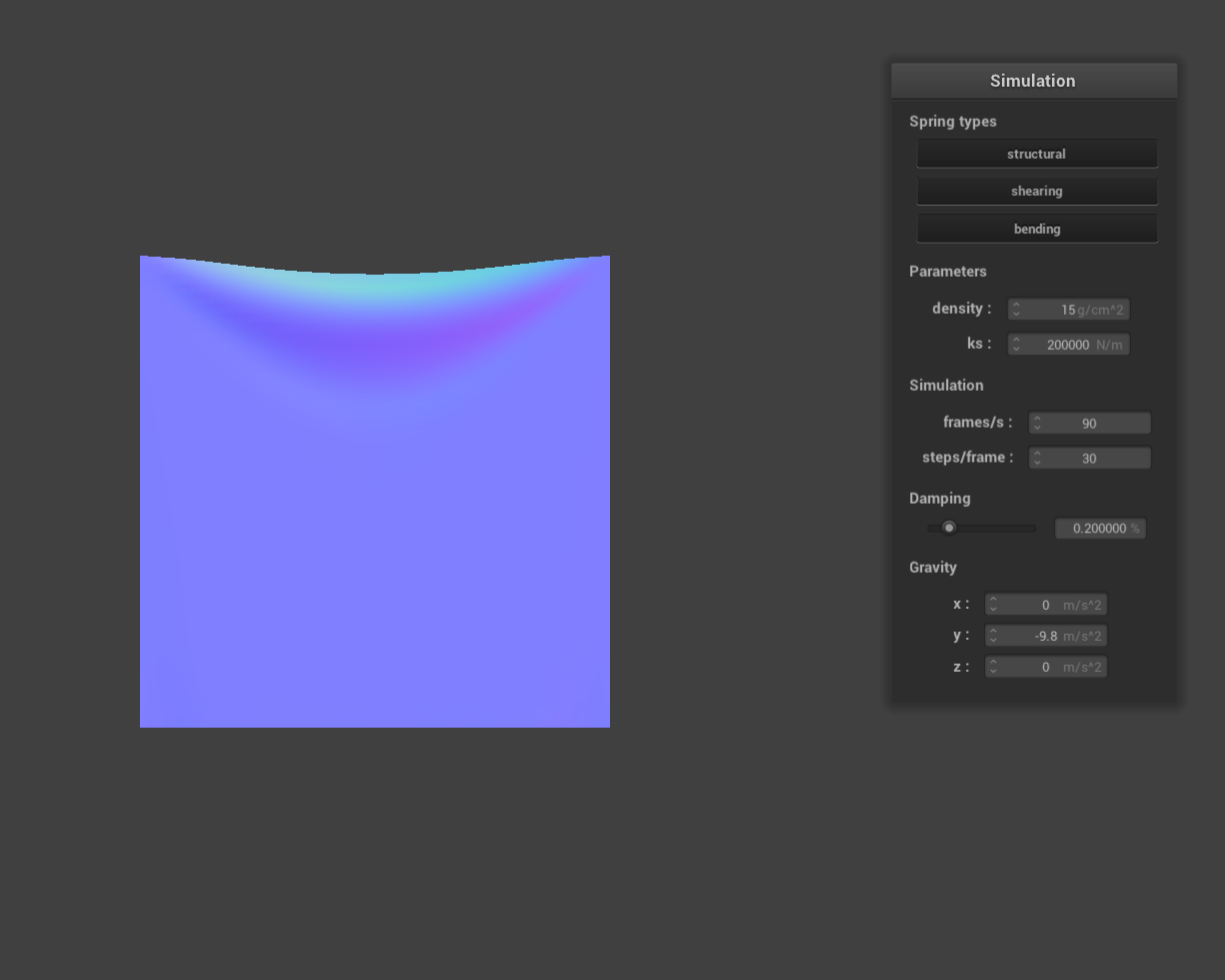 Simulation
Spring types
structural
shearing
bending
Parameters
density : 15 g/cm^2
ks : 200000 N/m
Simulation
frames/s : 90
steps/frame : 30
Damping
0.200000 %
Gravity
x : 0 m/s^2
y : -9.8 m/s^2
z : 0 m/s^2